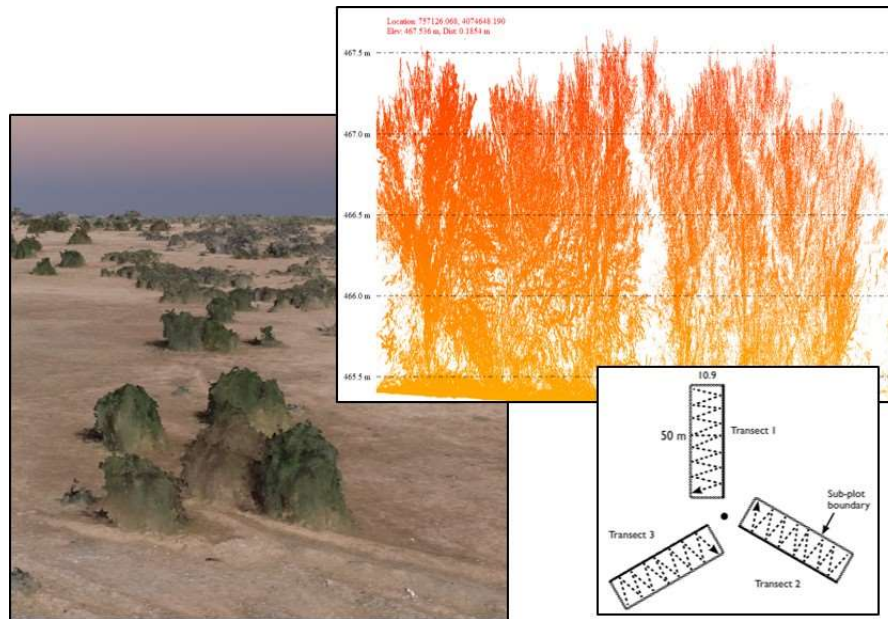 Location: 757126.068, 4074648.190
Elev: 467.536 m, Dist: 0.1854 m
467.5 m
467.0 m
466.5 m
466.0 m
465.5
10.9
50 m
Transect 1
Sub-plot
boundary
Transect 3
Transect 2